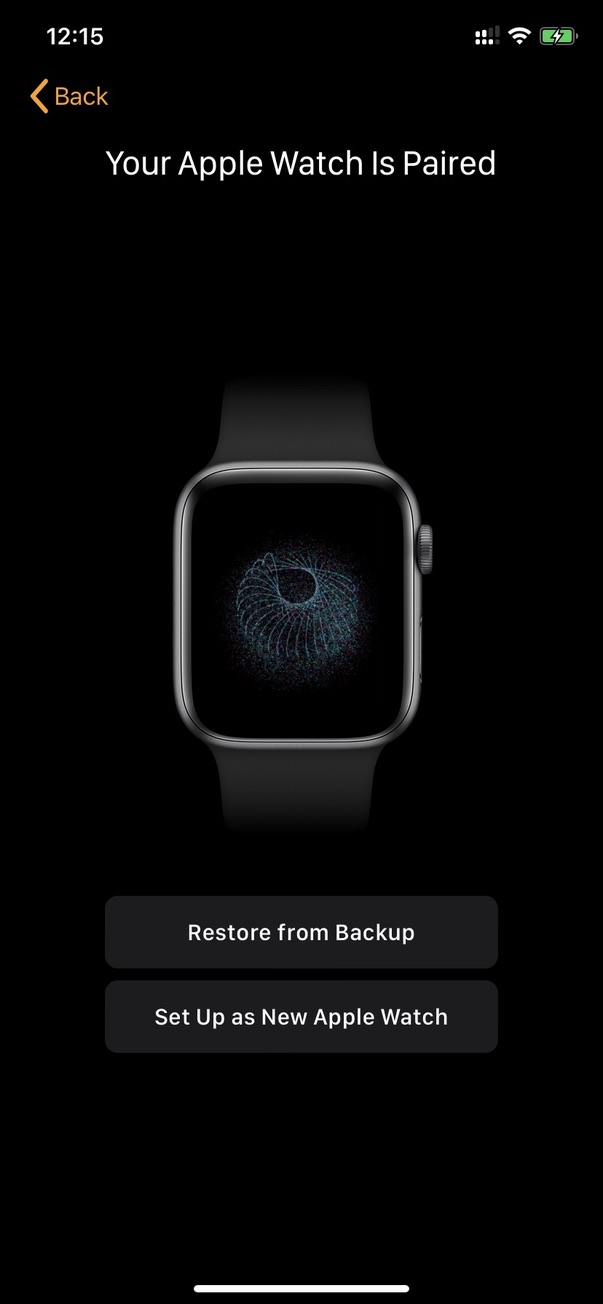 12:15
Back
Your Apple Watch Is Paired
Restore from Backup
Set Up as New Apple Watch